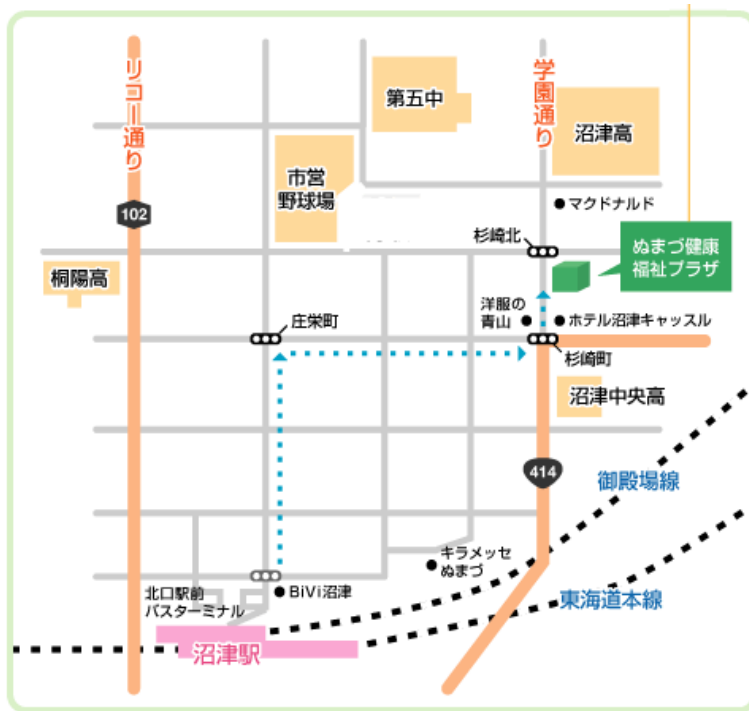 リコー通り
学園通り
第五中
沼津高
市営
野球場
マクドナルド
102
杉崎北
ぬまづ健康
福祉プラザ
桐陽高
洋服の
青山
ホテル沼津キャッスル
庄栄町
杉崎町
沼津中央高
414
御殿場線
キラメッセ
ぬまづ
北口駅前
バスターミナル
BiVi沼津
東海道本線
沼津駅